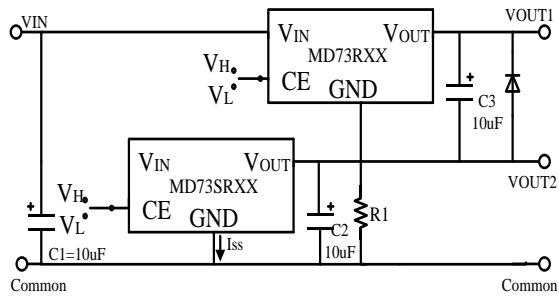 VIN
VOUT1
VIN
VOUT
MD73RXX
VH
VL
CE
GND
C3
10uF
VIN
VOUT
MD73SRXX
VOUT2
VH
VL
CE
GND
C2
10uF
R1
Iss
C1=10uF
Common
Common